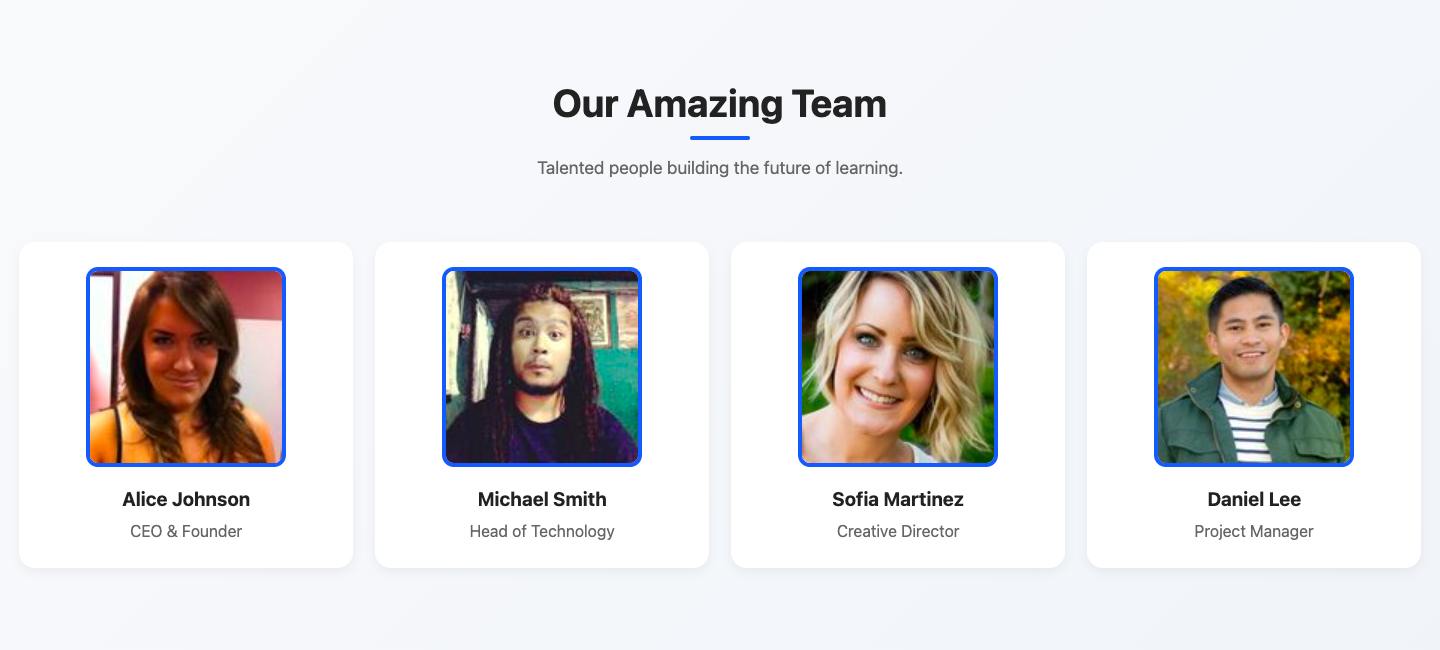 Our Amazing Team
Talented people building the future of learning.
Alice Johnson
CEO & Founder
Michael Smith
Head of Technology
Sofia Martinez
Creative Director
Daniel Lee
Project Manager